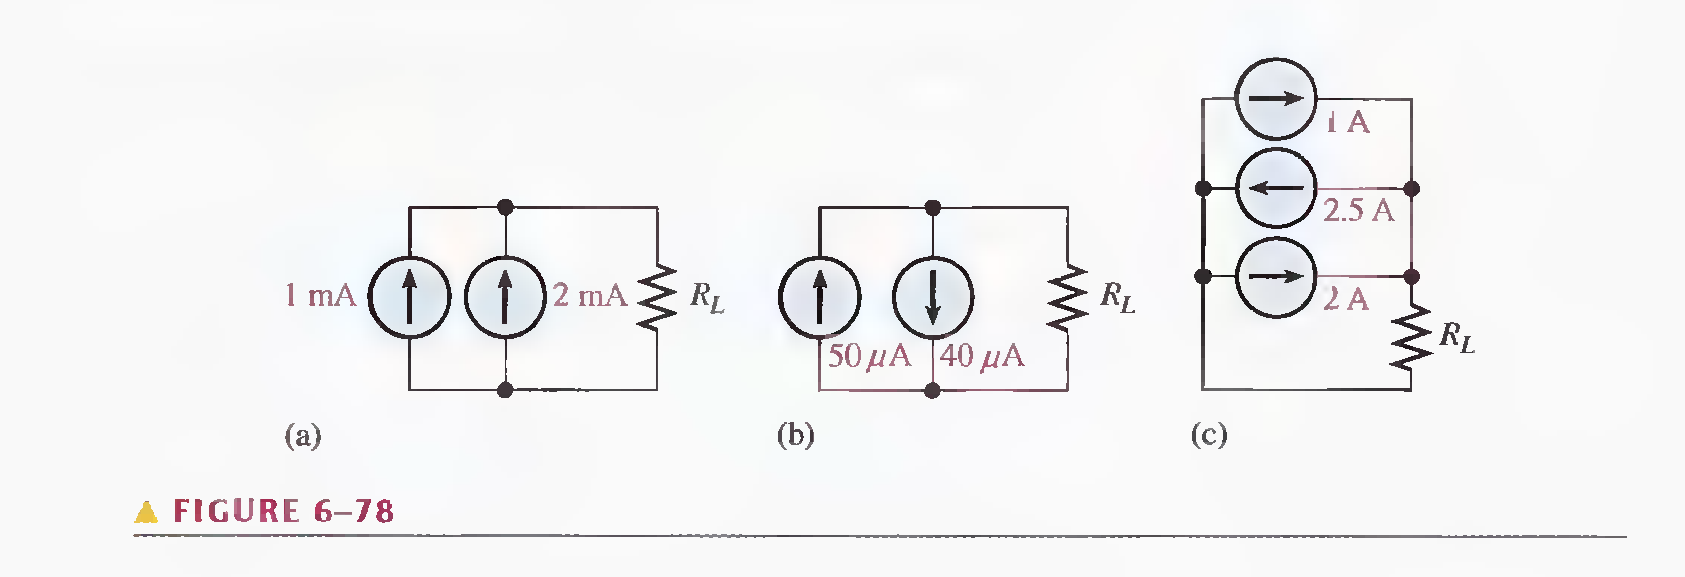 1 A
2.5 A
1 mA 2 mA R_L 50 μA 40 μA R_L 2 A R_L
(a) (b) (c)
▲ FIGURE 6–78